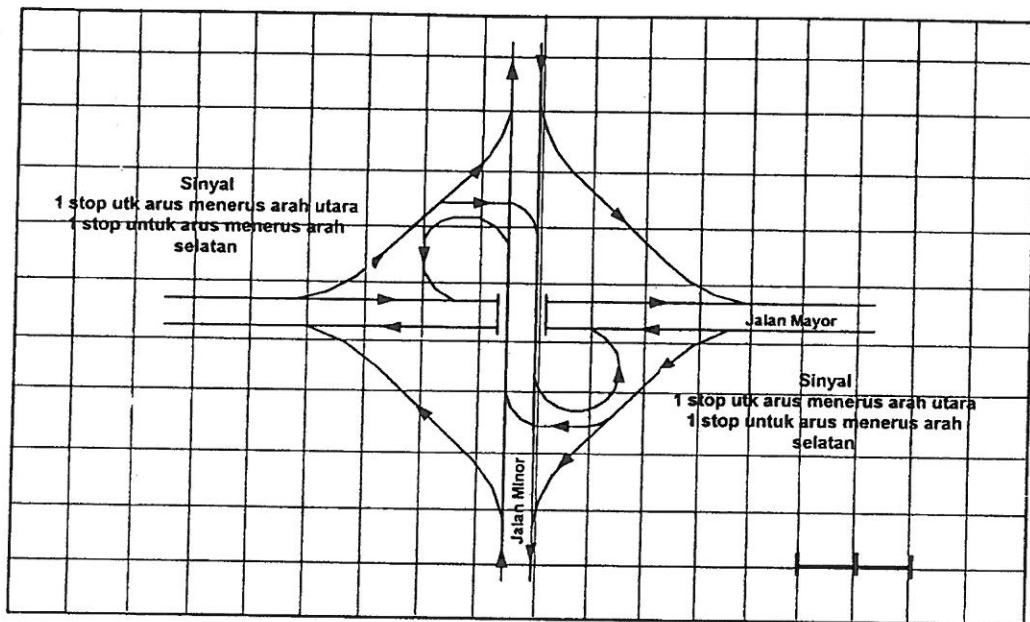 Sinyal
1 stop utk arus menerus arah utara
1 stop untuk arus menerus arah
selatan
Jalan Mayor
Sinyal
1 stop utk arus menerus arah utara
1 stop untuk arus menerus arah
selatan
Jalan Minor